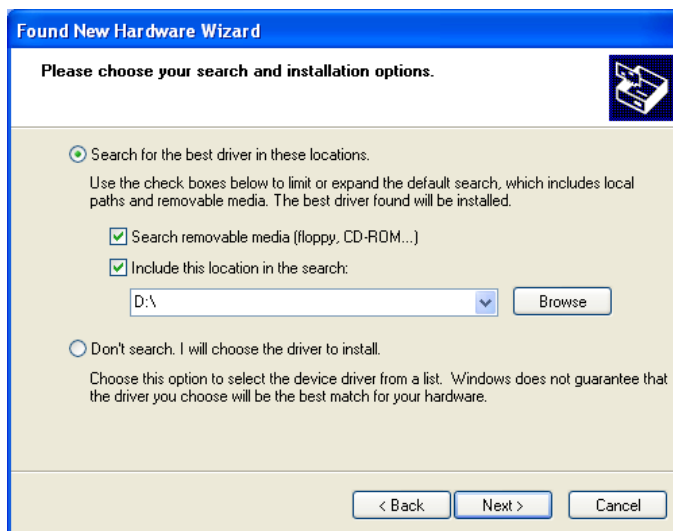 Found New Hardware Wizard
Please choose your search and installation options.
Search for the best driver in these locations.
Use the check boxes below to limit or expand the default search, which includes local
paths and removable media. The best driver found will be installed.
Search removable media (floppy, CD-ROM...)
Include this location in the search:
D:\
Browse
Don't search. I will choose the driver to install.
Choose this option to select the device driver from a list. Windows does not guarantee that
the driver you choose will be the best match for your hardware.
< Back Next > Cancel